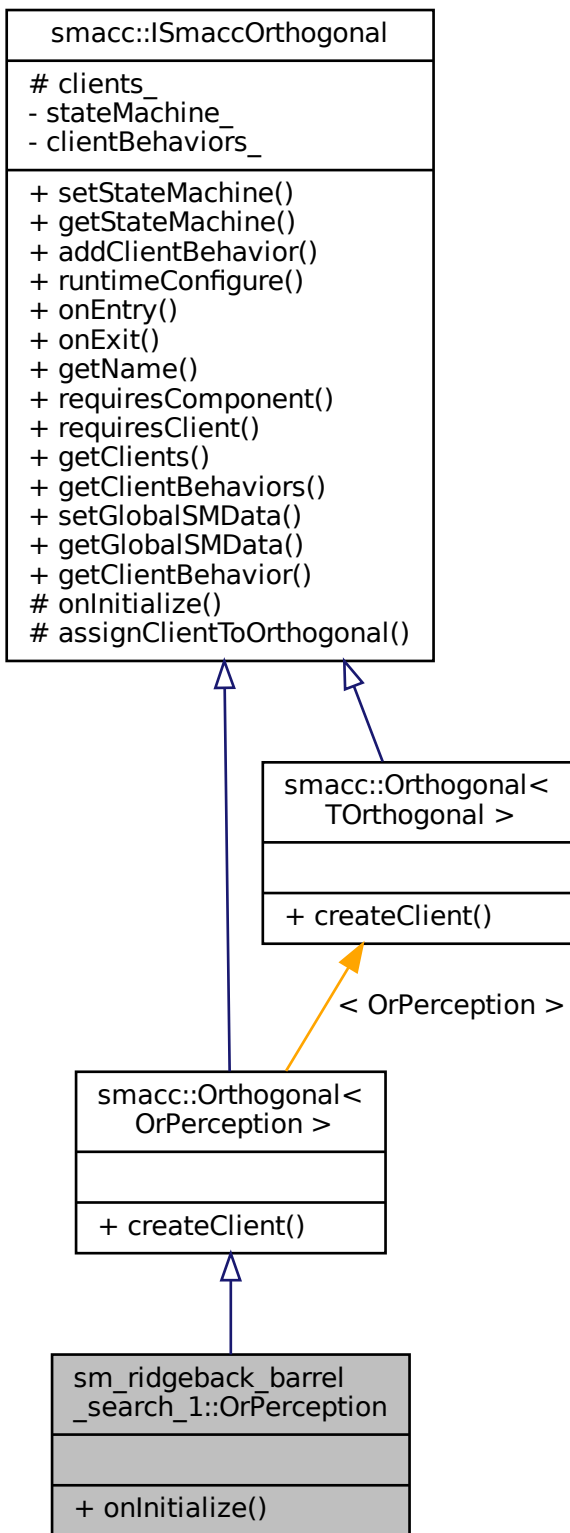 smacc::ISmaccOrthogonal
# clients_
- stateMachine_
- clientBehaviors_
+ setStateMachine()
+ getStateMachine()
+ addClientBehavior()
+ runtimeConfigure()
+ onEntry()
+ onExit()
+ getName()
+ requiresComponent()
+ requiresClient()
+ getClients()
+ getClientBehaviors()
+ setGlobalSMData()
+ getGlobalSMData()
+ getClientBehavior()
# onInitialize()
# assignClientToOrthogonal()
smacc::Orthogonal<
TOrthogonal >
+ createClient()
< OrPerception >
smacc::Orthogonal<
OrPerception >
+ createClient()
sm_ridgeback_barrel
_search_1::OrPerception
+ onInitialize()